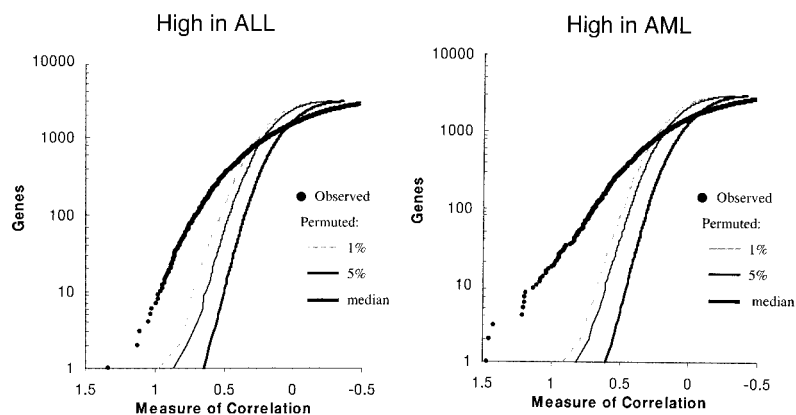 High in ALL
10000
1000
100
10
1
Genes
Observed
Permuted:
1%
5%
median
1.5 1 0.5 0 -0.5
Measure of Correlation
High in AML
10000
1000
100
10
1
Genes
Observed
Permuted:
1%
5%
median
1.5 1 0.5 0 -0.5
Measure of Correlation